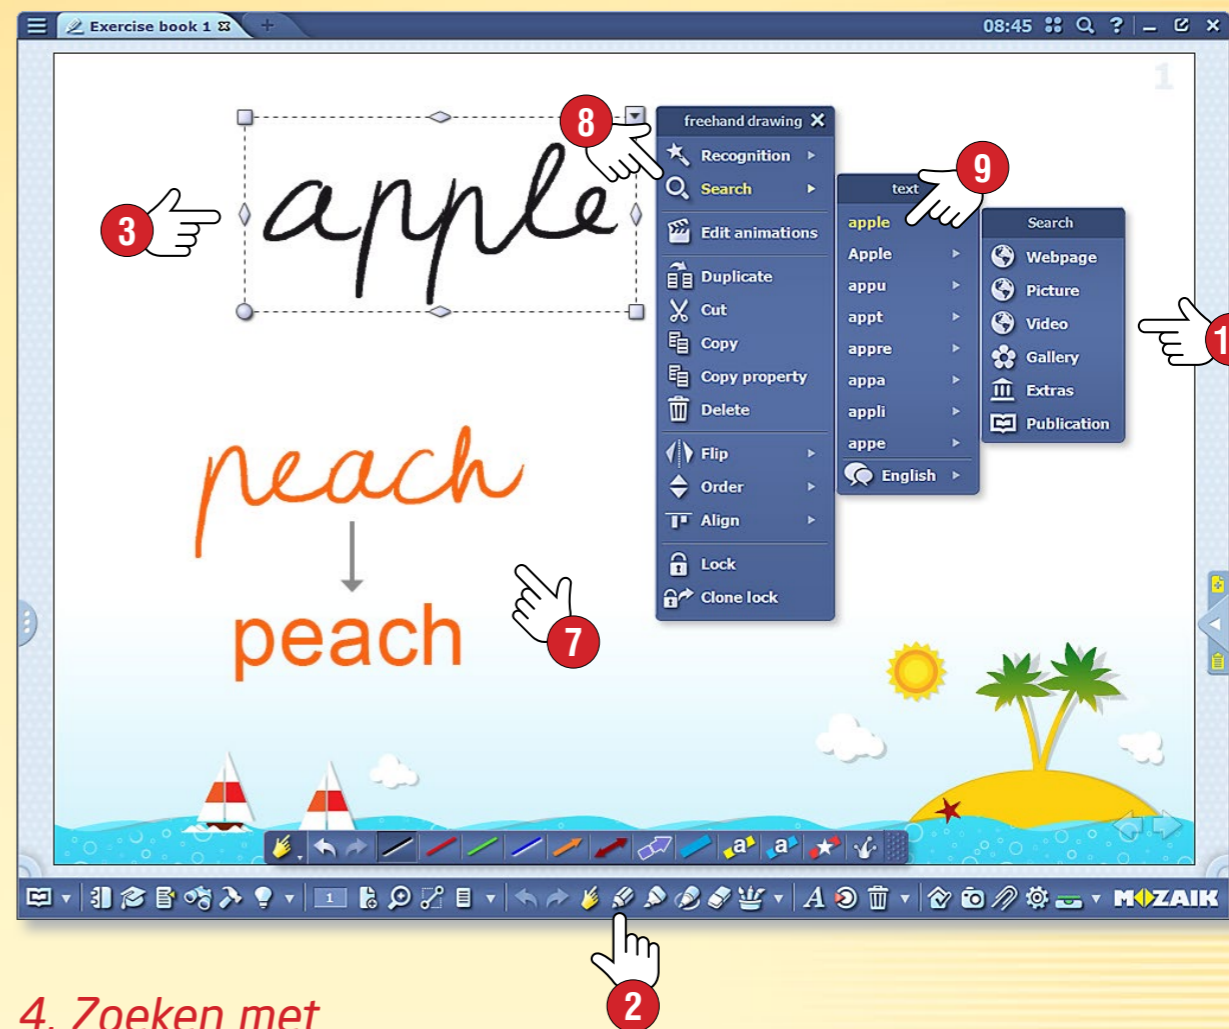 Exercise book 1
08:45
1
apple
peach
peach
freehand drawing
Recognition
Search
Edit animations
Duplicate
Cut
Copy
Copy property
Delete
Flip
Order
Align
Lock
Clone lock
text
apple
Apple
appu
appt
appre
appa
appli
appe
English
Search
Webpage
Picture
Video
Gallery
Extras
Publication
8
9
3
7
a a
1
A
MOZAIK
2
4. Zoeken met